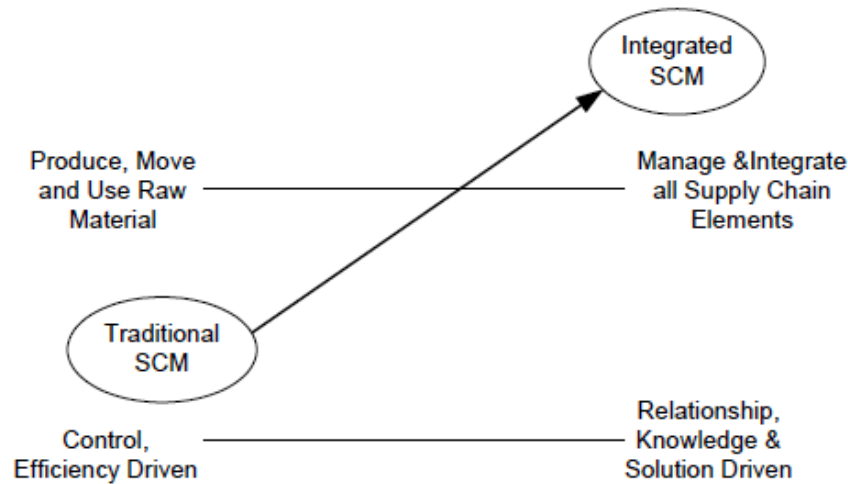 Integrated
SCM
Produce, Move
and Use Raw
Material
Manage &Integrate
all Supply Chain
Elements
Traditional
SCM
Control,
Efficiency Driven
Relationship,
Knowledge &
Solution Driven